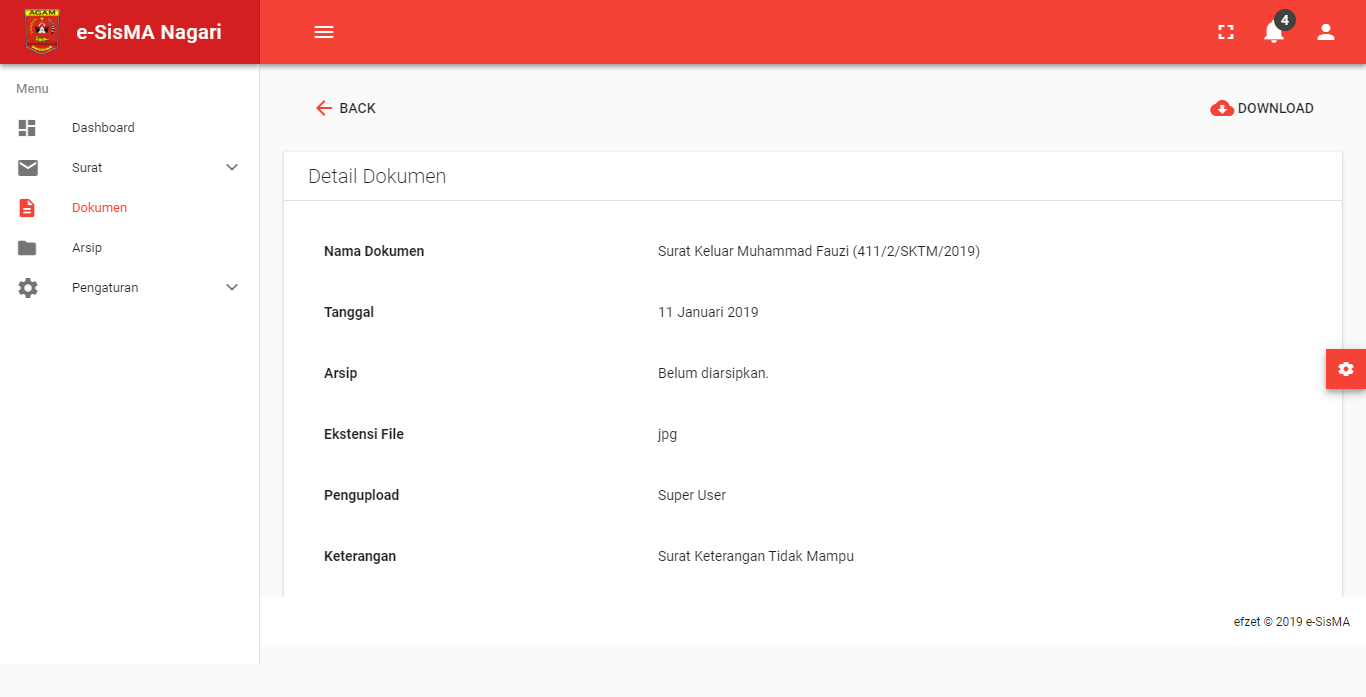 AGAM
e-SisMA Nagari
4
Menu
Dashboard
Surat
Dokumen
Arsip
Pengaturan
BACK
DOWNLOAD
Detail Dokumen
Nama Dokumen Surat Keluar Muhammad Fauzi (411/2/SKTM/2019)
Tanggal 11 Januari 2019
Arsip Belum diarsipkan.
Ekstensi File jpg
Pengupload Super User
Keterangan Surat Keterangan Tidak Mampu
efzet © 2019 e-SisMA